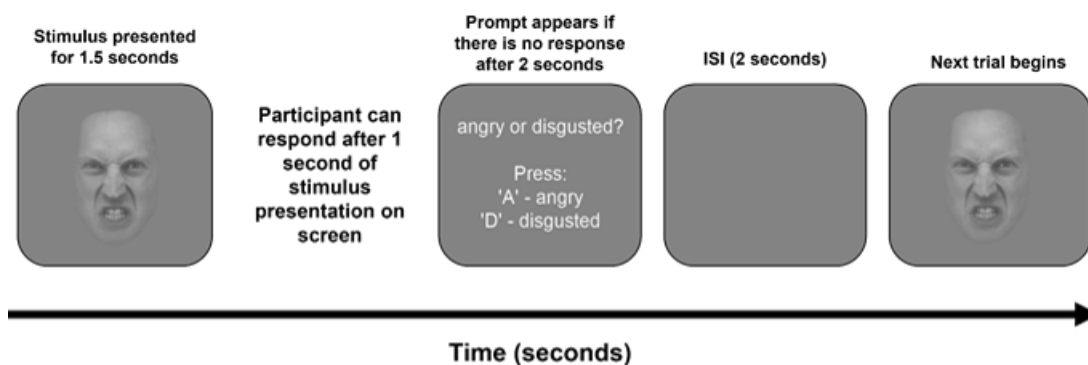 Stimulus presented
for 1.5 seconds
Participant can
respond after 1
second of
stimulus
presentation on
screen
Prompt appears if
there is no response
after 2 seconds
angry or disgusted?
Press:
'A' - angry
'D' - disgusted
ISI (2 seconds)
Next trial begins
Time (seconds)